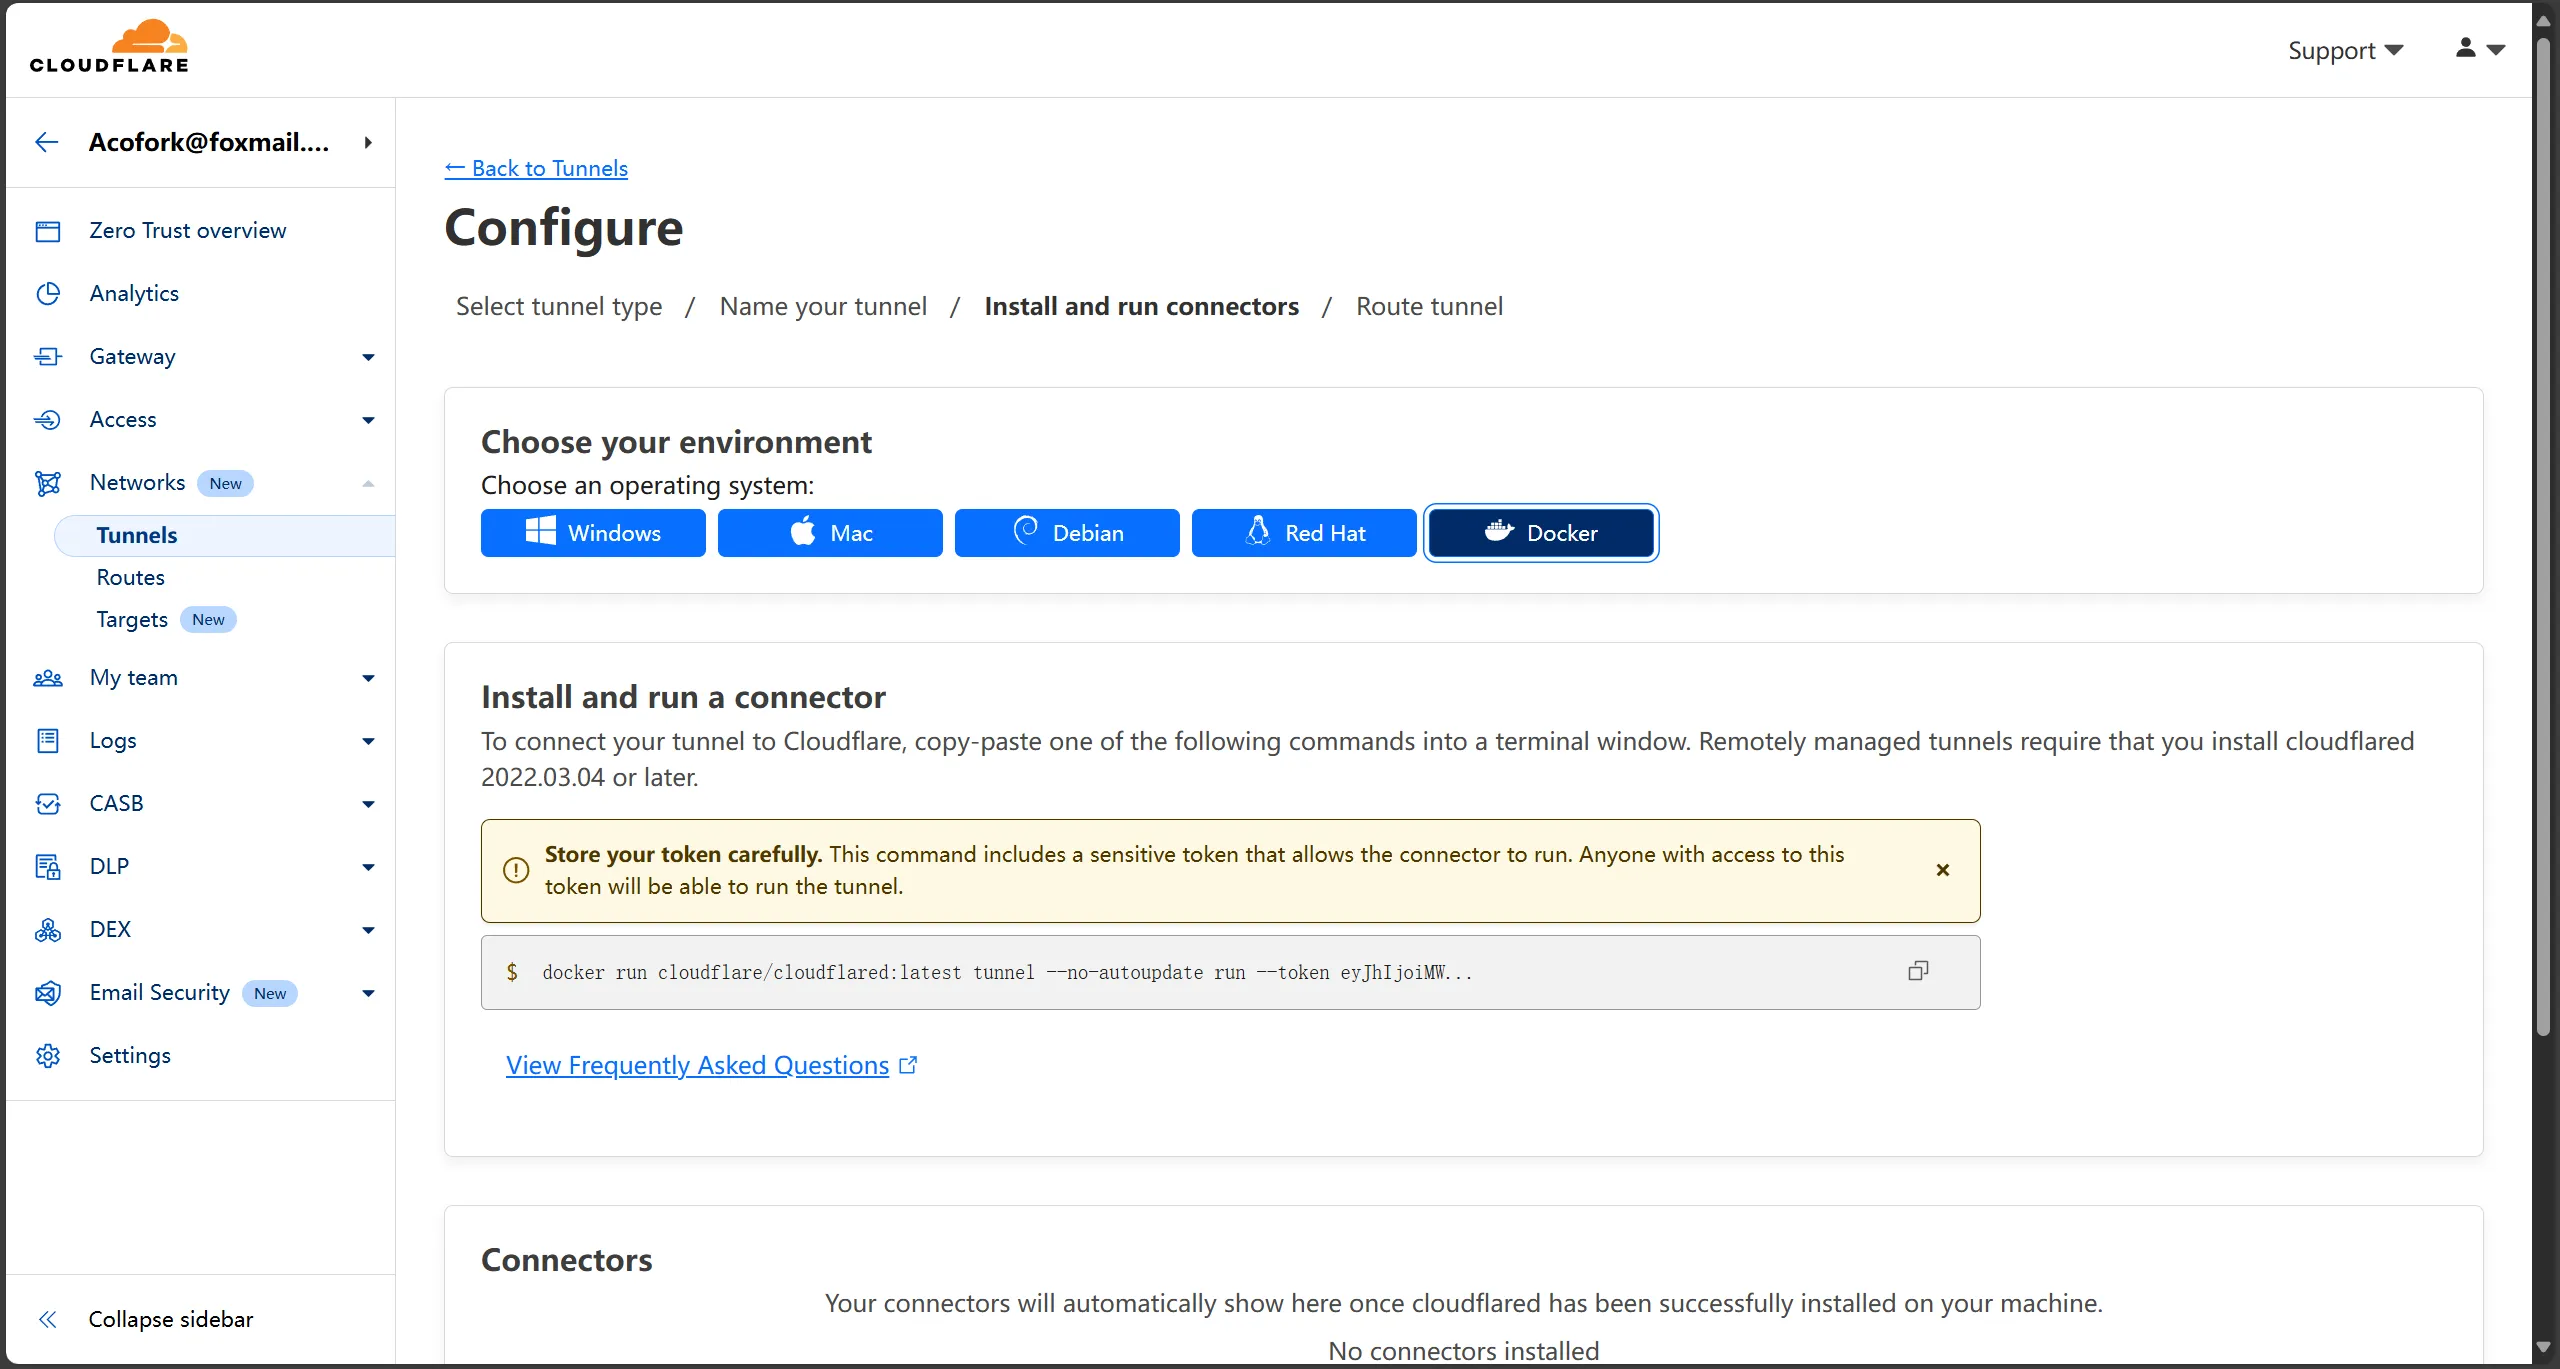 CLOUDFLARE
Support
Acofork@foxmail....
Zero Trust overview
Analytics
Gateway
Access
Networks New
Tunnels
Routes
Targets New
My team
Logs
CASB
DLP
DEX
Email Security New
Settings
Collapse sidebar
← Back to Tunnels
Configure
Select tunnel type / Name your tunnel / Install and run connectors / Route tunnel
Choose your environment
Choose an operating system:
Windows Mac Debian Red Hat Docker
Install and run a connector
To connect your tunnel to Cloudflare, copy-paste one of the following commands into a terminal window. Remotely managed tunnels require that you install cloudflared
2022.03.04 or later.
Store your token carefully. This command includes a sensitive token that allows the connector to run. Anyone with access to this
token will be able to run the tunnel.
$ docker run cloudflare/cloudflared:latest tunnel --no-autoupdate run --token eyJhIjoiMW...
View Frequently Asked Questions
Connectors
Your connectors will automatically show here once cloudflared has been successfully installed on your machine.
No connectors installed